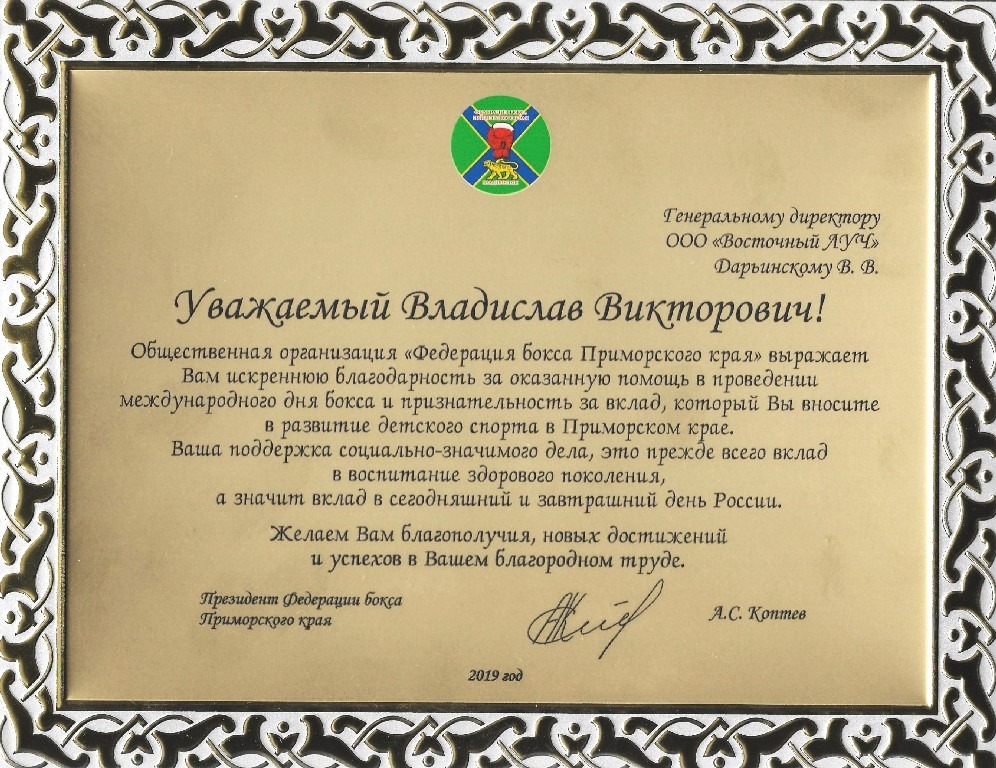 Генеральному директору
ООО «Восточный ЛУЧ»
Дарьинскому В. В.
Уважаемый Владислав Викторович!
Общественная организация «Федерация бокса Приморского края» выражает
Вам искреннюю благодарность за оказанную помощь в проведении
международного дня бокса и признательность за вклад, который Вы вносите
в развитие детского спорта в Приморском крае.
Ваша поддержка социально-значимого дела, это прежде всего вклад
в воспитание здорового поколения,
а значит вклад в сегодняшний и завтрашний день России.
Желаем Вам благополучия, новых достижений
и успехов в Вашем благородном труде.
Президент Федерации бокса
Приморского края
А.С. Коптев
2019 год